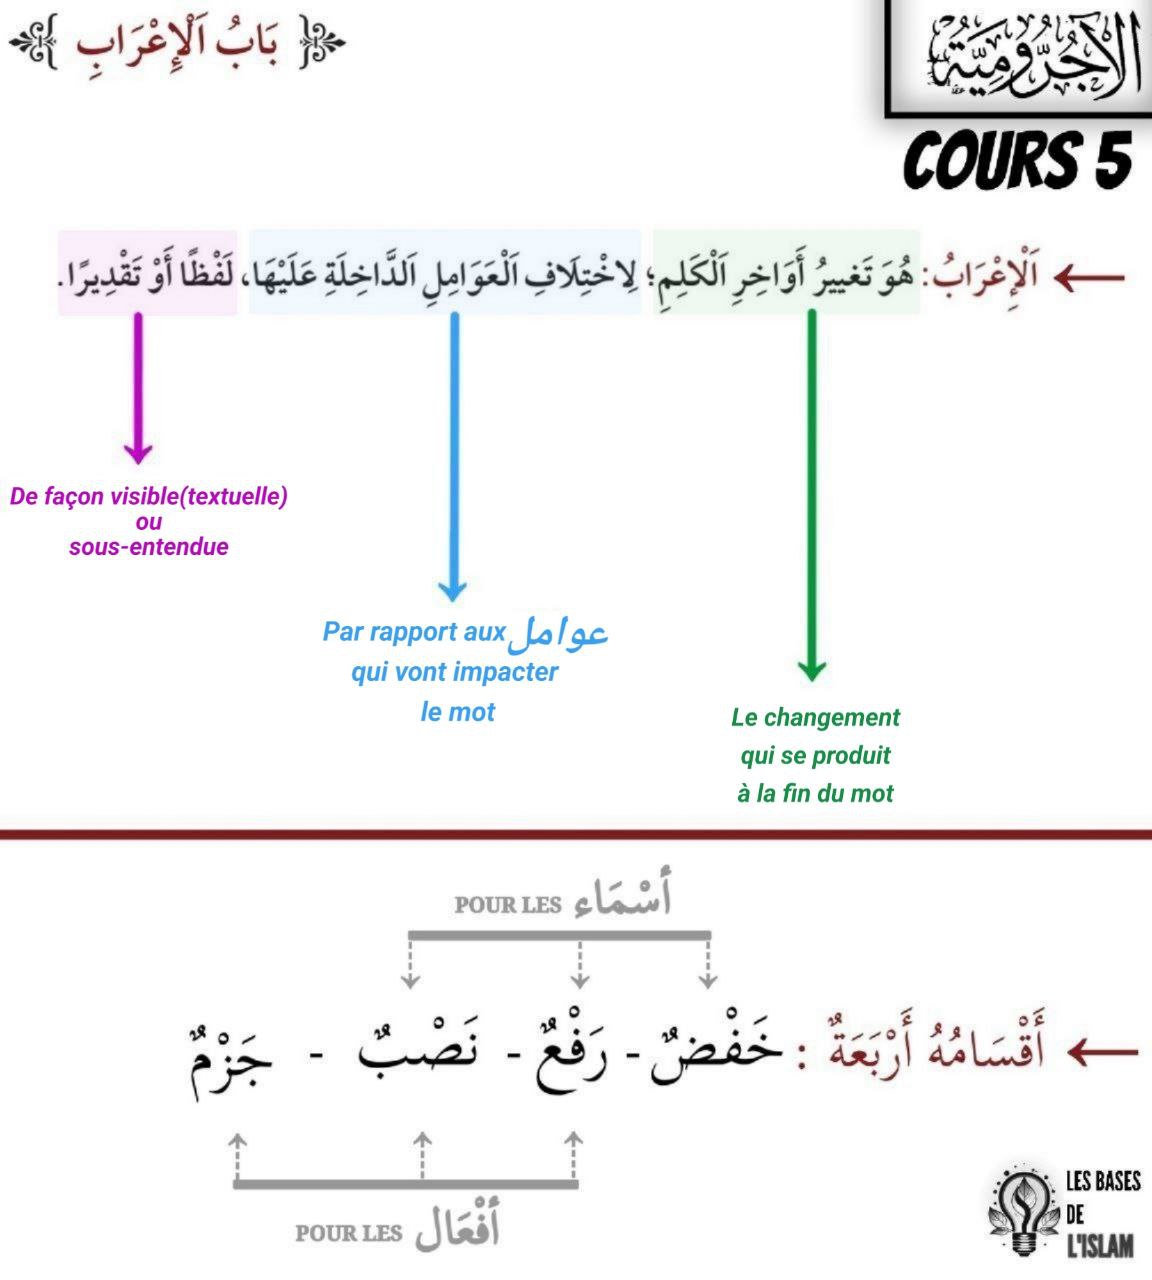 بَابُ اَلْإِعْرَابِ
الآجُرُّومِيَّة
COURS 5
اَلْإِعْرَابُ: هُوَ تَغْيِيرُ أَوَاخِرِ اَلْكَلِمِ؛ لِاخْتِلَافِ اَلْعَوَامِلِ اَلدَّاخِلَةِ عَلَيْهَا، لَفْظًا أَوْ تَقْدِيرًا.
De façon visible(textuelle)
ou
sous-entendue
Par rapport aux عوامل
qui vont impacter
le mot
Le changement
qui se produit
à la fin du mot
POUR LES أَسْمَاء
أَقْسَامُهُ أَرْبَعَةٌ : خَفْضٌ - رَفْعٌ - نَصْبٌ - جَزْمٌ
POUR LES أَفْعَال
LES BASES
DE
L'ISLAM